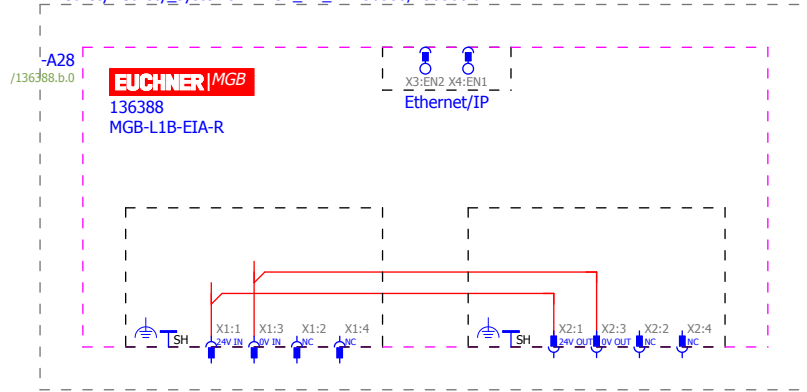 -A28
/136388.b.0
EUCHNER|MGB
136388
MGB-L1B-EIA-R
X3:EN2 X4:EN1
Ethernet/IP
SH
X1:1
24V IN
X1:3
0V IN
X1:2
NC
X1:4
NC
SH
X2:1
24V OUT
X2:3
0V OUT
X2:2
NC
X2:4
NC